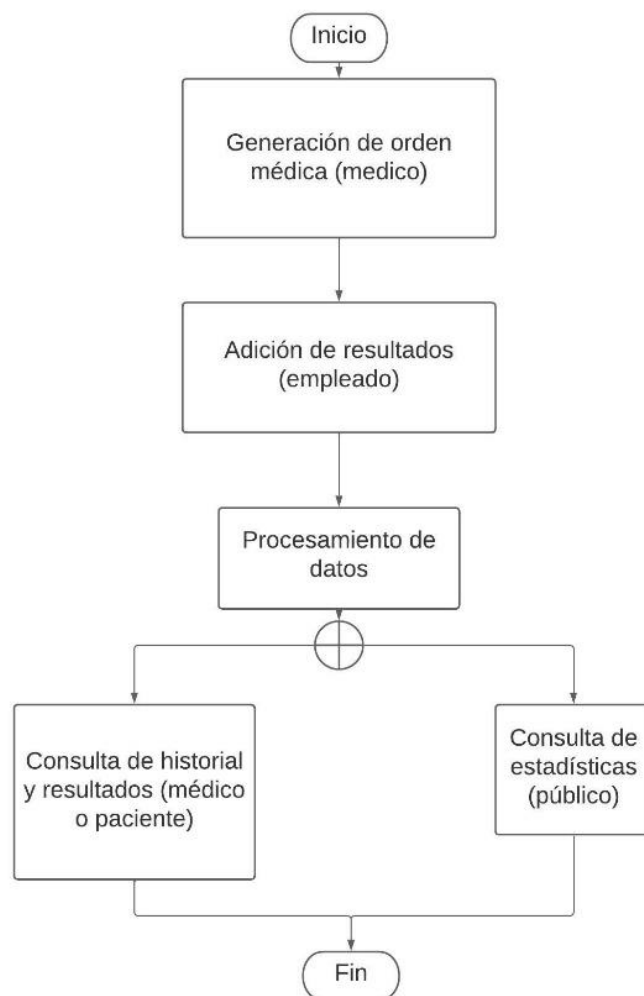 Inicio
Generación de orden
médica (medico)
Adición de resultados
(empleado)
Procesamiento de
datos
Consulta de historial
y resultados (médico
o paciente)
Consulta de
estadísticas
(público)
Fin